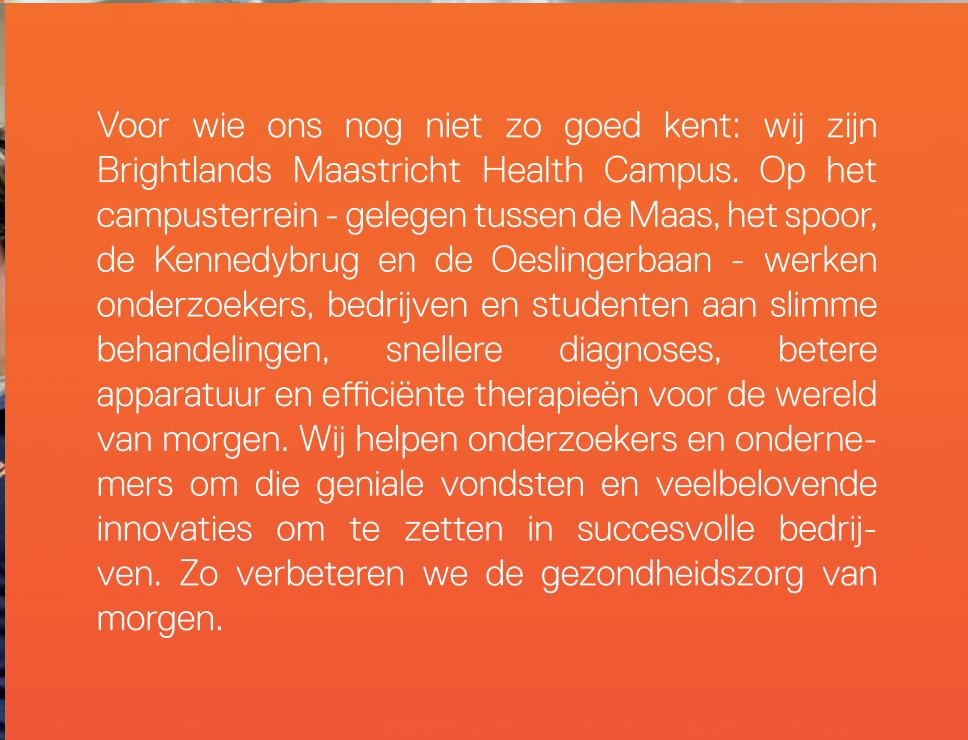 Voor wie ons nog niet zo goed kent: wij zijn
Brightlands Maastricht Health Campus. Op het
campusterrein - gelegen tussen de Maas, het spoor,
de Kennedybrug en de Oeslingerbaan - werken
onderzoekers, bedrijven en studenten aan slimme
behandelingen, snellere diagnoses, betere
apparatuur en efficiënte therapieën voor de wereld
van morgen. Wij helpen onderzoekers en onderne-
mers om die geniale vondsten en veelbelovende
innovaties om te zetten in succesvolle bedrij-
ven. Zo verbeteren we de gezondheidszorg van
morgen.